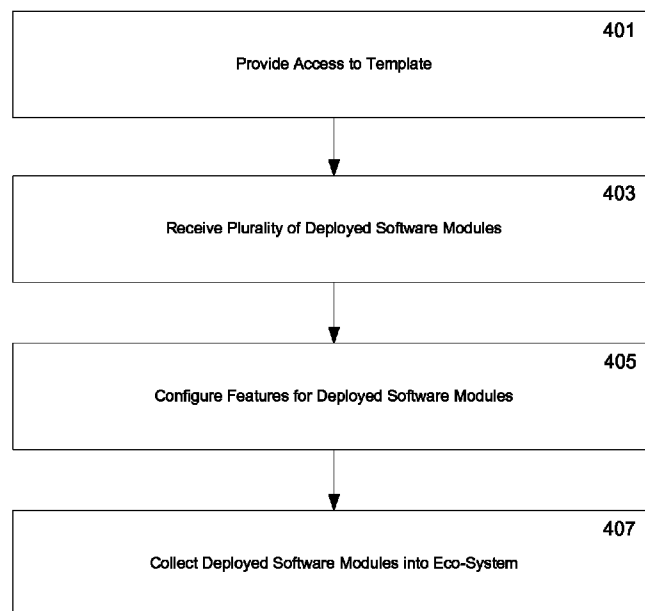 401
Provide Access to Template
403
Receive Plurality of Deployed Software Modules
405
Configure Features for Deployed Software Modules
407
Collect Deployed Software Modules into Eco-System